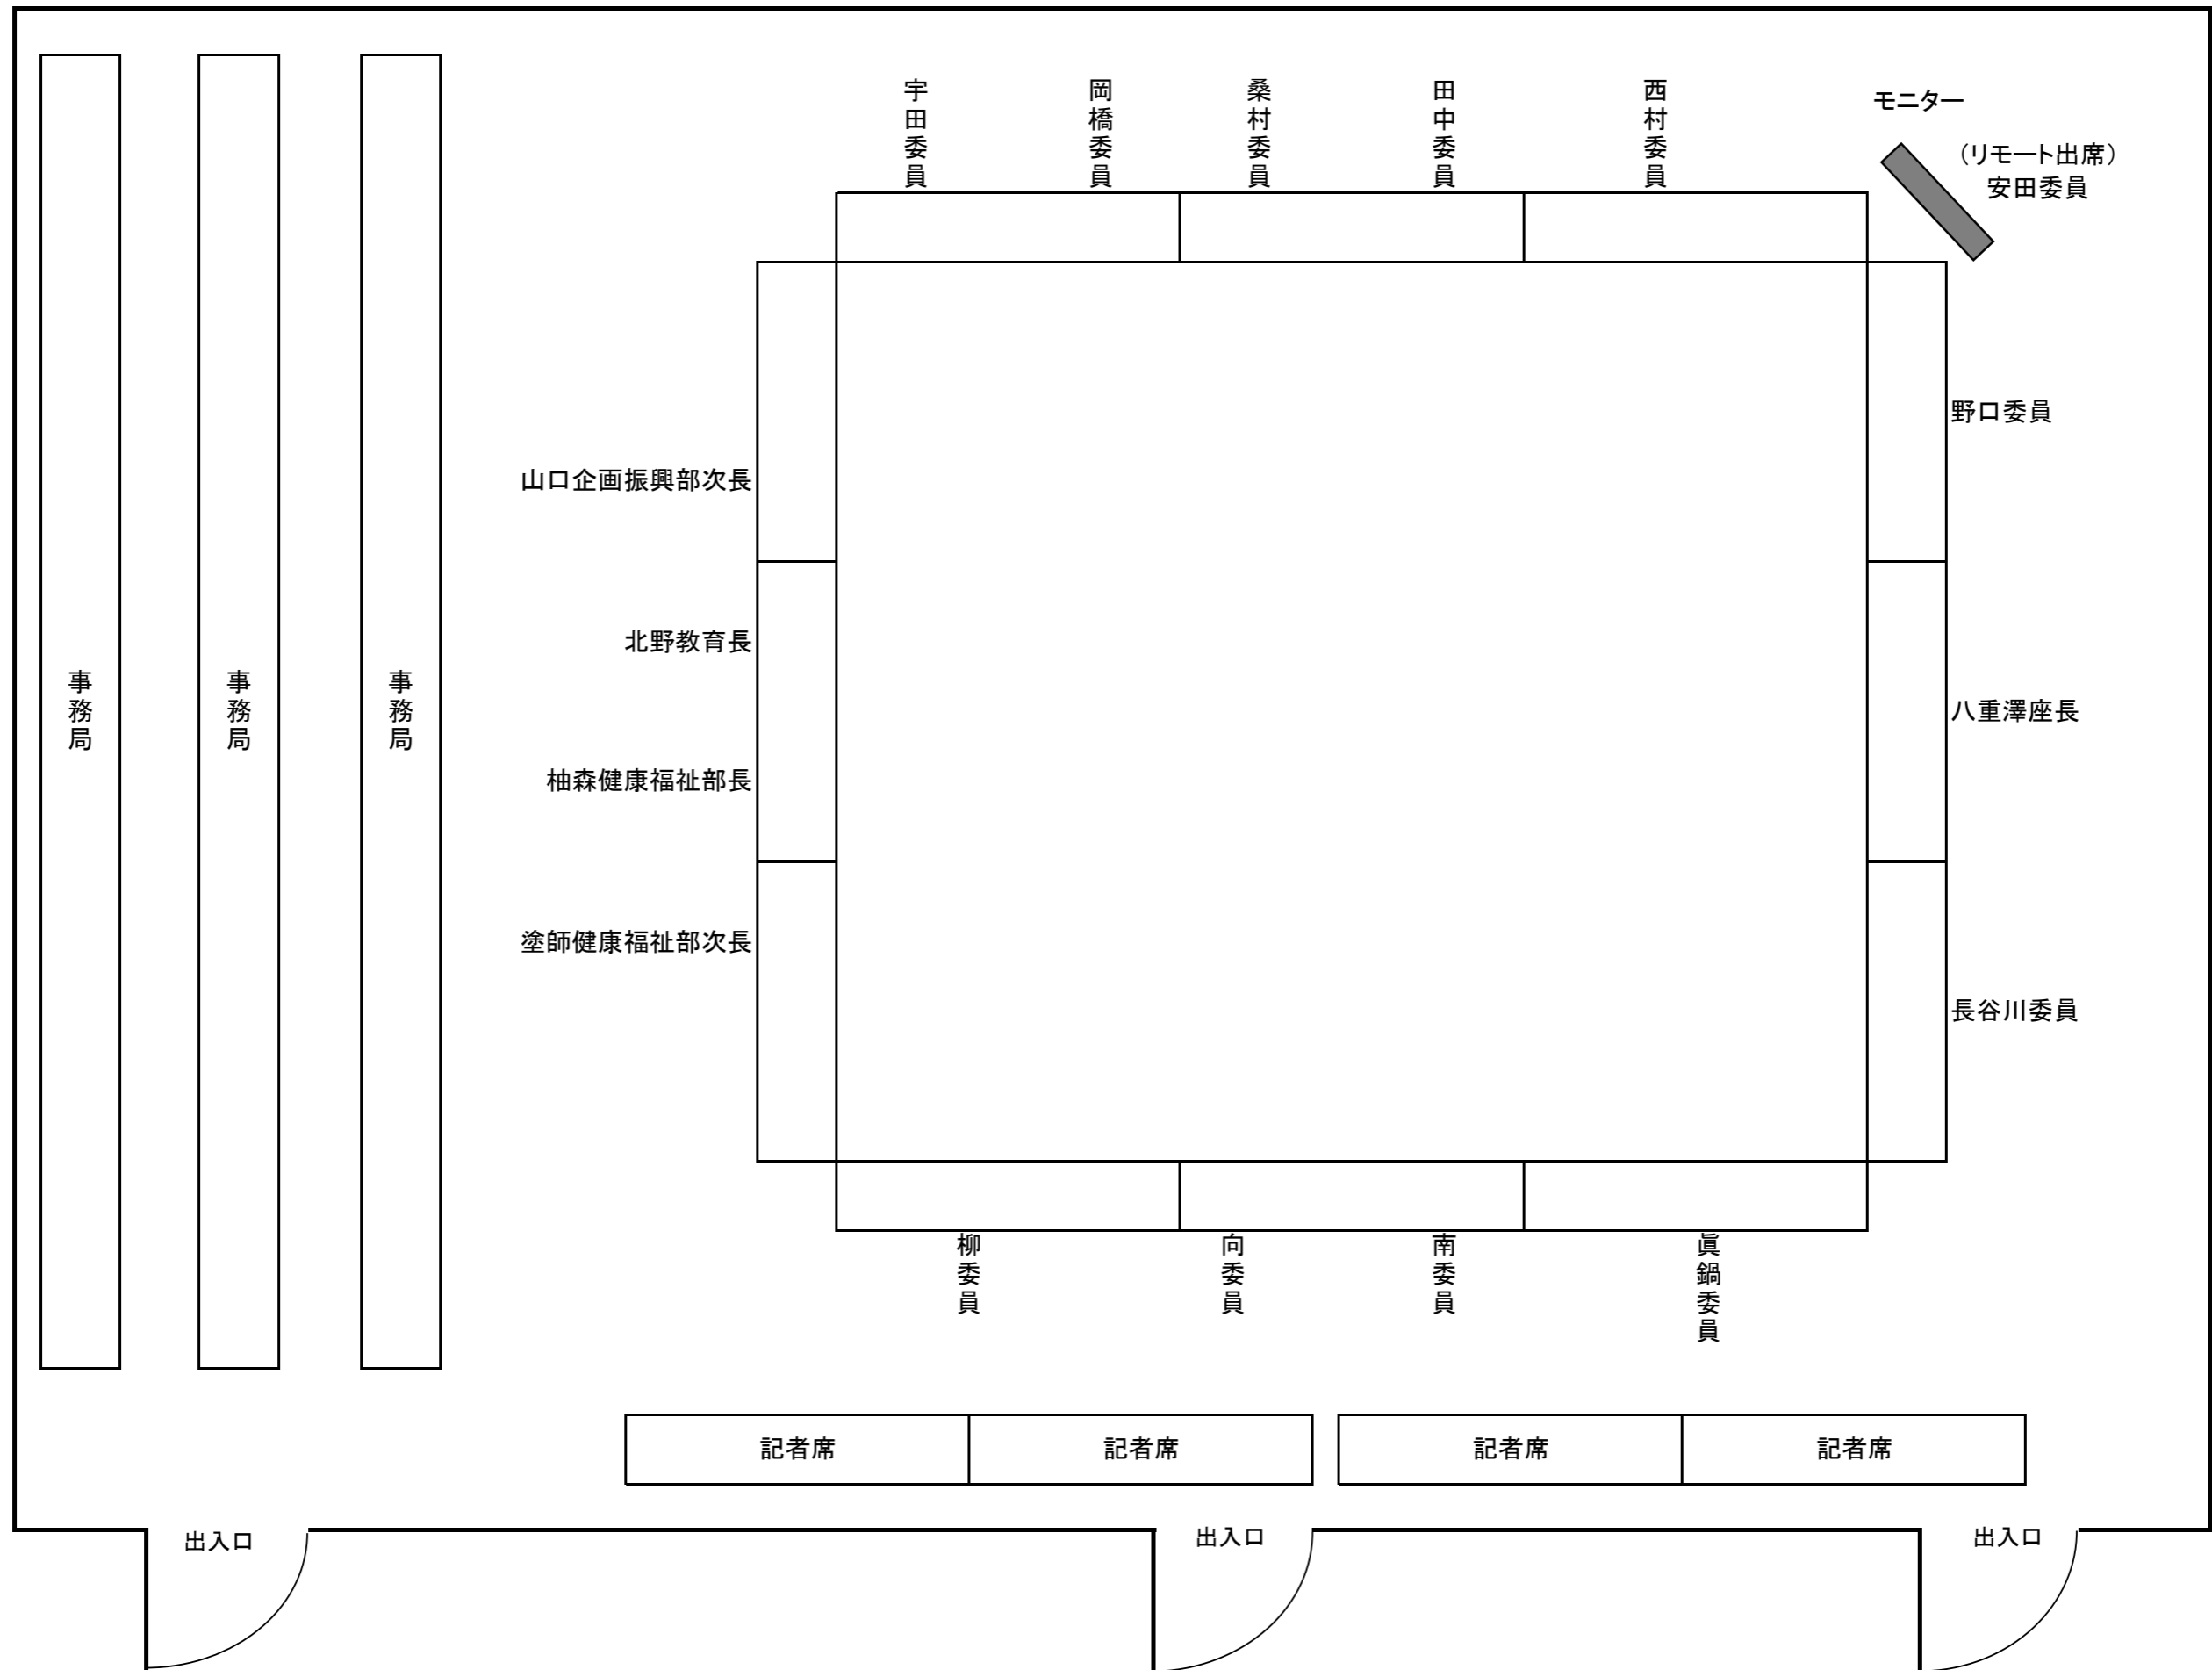 宇田委員
岡橋委員
桑村委員
田中委員
西村委員
モニター
（リモート出席）
安田委員
野口委員
山口企画振興部次長
北野教育長
事務局
事務局
事務局
八重澤座長
柚森健康福祉部長
塗師健康福祉部次長
長谷川委員
柳委員
向委員
南委員
眞鍋委員
記者席
記者席
記者席
記者席
出入口
出入口
出入口